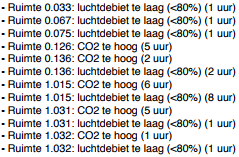 - Ruimte 0.033: luchtdebiet te laag (<80%) (1 uur)
- Ruimte 0.067: luchtdebiet te laag (<80%) (1 uur)
- Ruimte 0.075: luchtdebiet te laag (<80%) (1 uur)
- Ruimte 0.126: CO2 te hoog (5 uur)
- Ruimte 0.136: CO2 te hoog (2 uur)
- Ruimte 0.136: luchtdebiet te laag (<80%) (2 uur)
- Ruimte 1.015: CO2 te hoog (6 uur)
- Ruimte 1.015: luchtdebiet te laag (<80%) (8 uur)
- Ruimte 1.031: CO2 te hoog (5 uur)
- Ruimte 1.031: luchtdebiet te laag (<80%) (1 uur)
- Ruimte 1.032: CO2 te hoog (1 uur)
- Ruimte 1.032: luchtdebiet te laag (<80%) (1 uur)